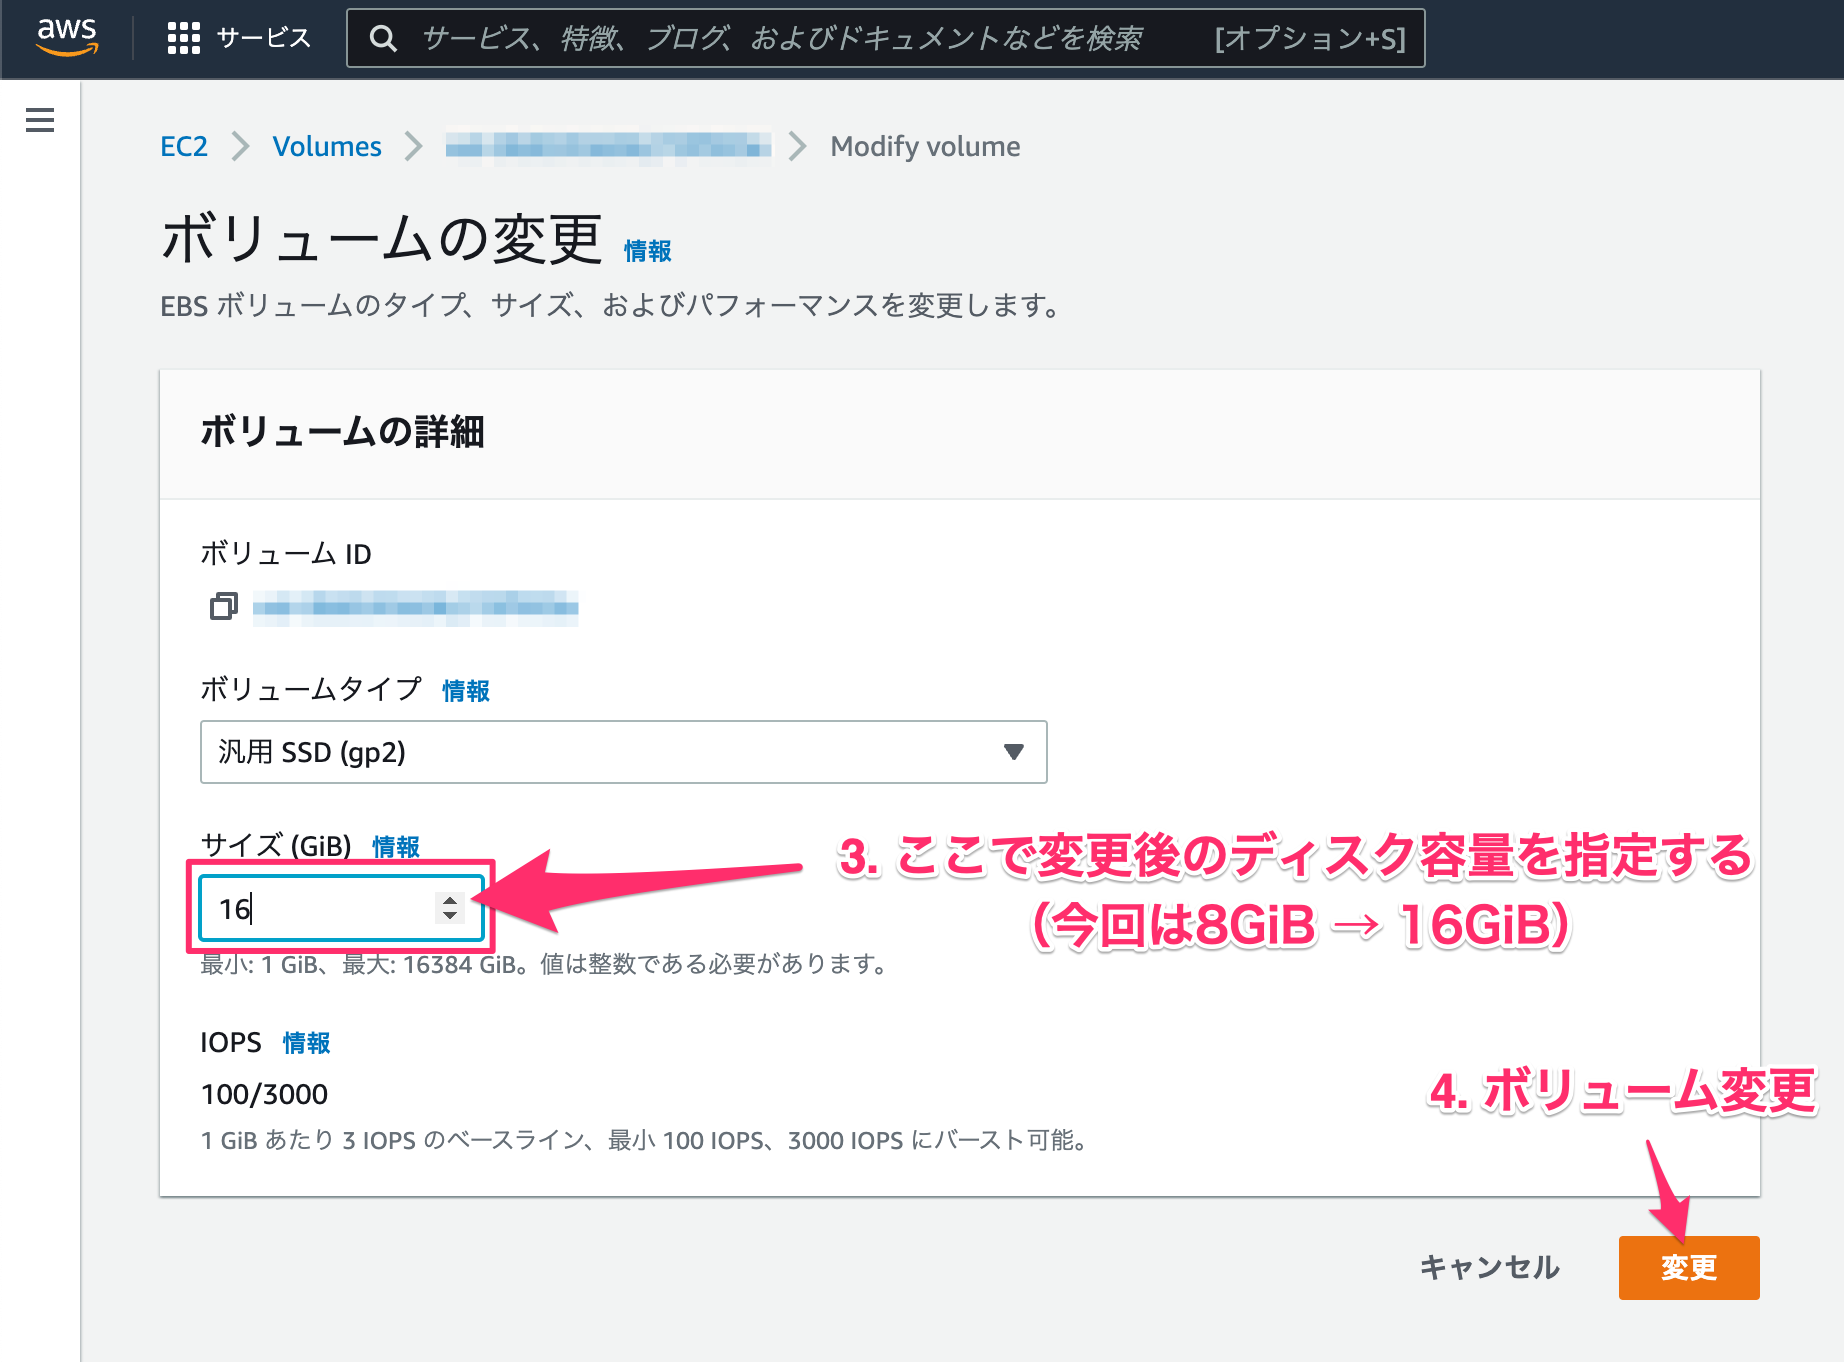 aws サービス サービス、特徴、ブログ、およびドキュメントなどを検索 [オプション+S]
EC2 Volumes Modify volume
ボリュームの変更 情報
EBS ボリュームのタイプ、サイズ、およびパフォーマンスを変更します。
ボリュームの詳細
ボリューム ID
ボリュームタイプ 情報
汎用 SSD (gp2)
サイズ (GiB) 情報
16
3. ここで変更後のディスク容量を指定する
（今回は8GiB → 16GiB）
最小: 1 GiB、最大: 16384 GiB。値は整数である必要があります。
IOPS 情報
100/3000
1 GiB あたり 3 IOPS のベースライン、最小 100 IOPS、3000 IOPS にバースト可能。
4. ボリューム変更
キャンセル 変更